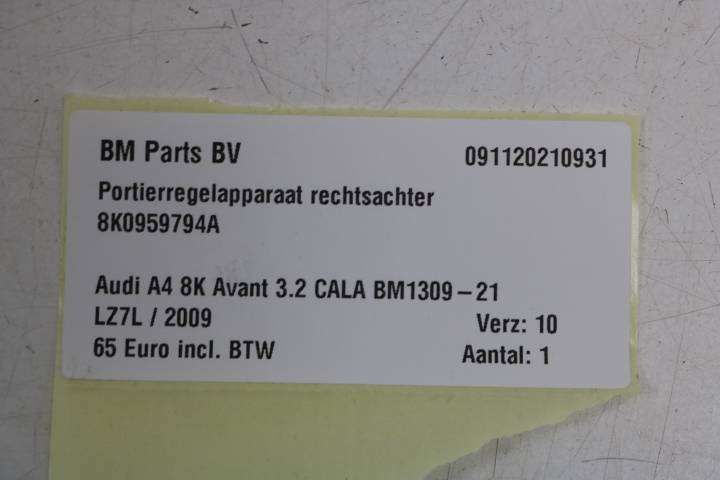 BM Parts BV 091120210931
Portierregelapparaat rechtsachter
8K0959794A
Audi A4 8K Avant 3.2 CALA BM1309-21
LZ7L / 2009 Verz: 10
65 Euro incl. BTW Aantal: 1